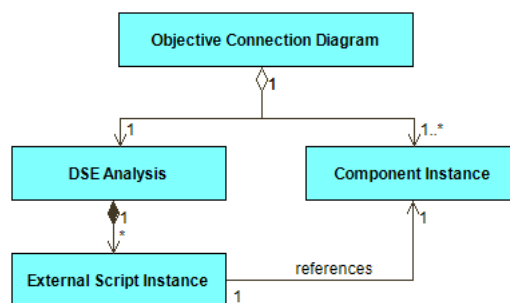 Objective Connection Diagram
1
1
1..*
DSE Analysis
Component Instance
1
1
*
references
External Script Instance
1